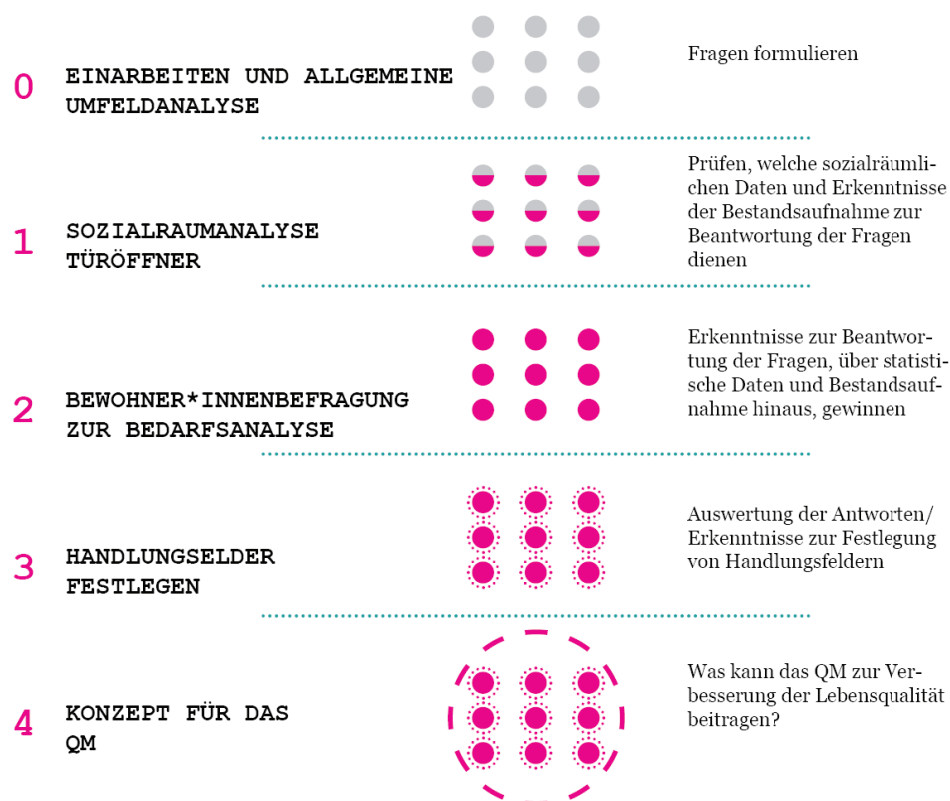 0
EINARBEITEN UND ALLGEMEINE
UMFELDANALYSE
Fragen formulieren
1
SOZIALRAUMANALYSE
TÜRÖFFNER
Prüfen, welche sozialräumli-
chen Daten und Erkenntnisse
der Bestandsaufnahme zur
Beantwortung der Fragen
dienen
2
BEWOHNER*INNENBEFRAGUNG
ZUR BEDARFSANALYSE
Erkenntnisse zur Beantwor-
tung der Fragen, über statisti-
sche Daten und Bestandsauf-
nahme hinaus, gewinnen
3
HANDLUNGSELDER
FESTLEGEN
Auswertung der Antworten/
Erkenntnisse zur Festlegung
von Handlungsfeldern
4
KONZEPT FÜR DAS
QM
Was kann das QM zur Ver-
besserung der Lebensqualität
beitragen?